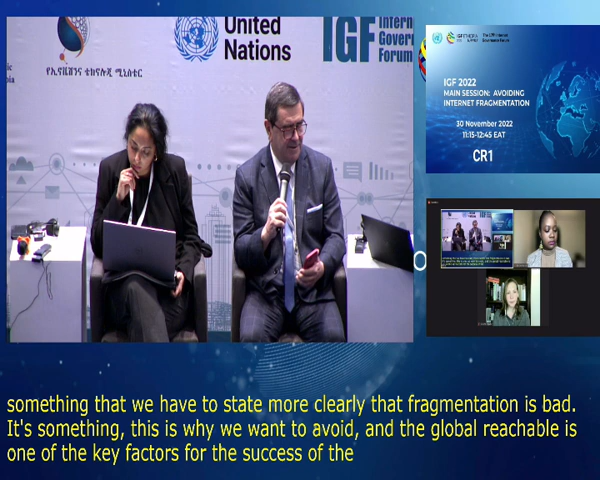 United
Nations
IGF
Intern
Govern
Forum
የኢኖቬሽንና ቴክኖሎጂ ሚኒስቴር
IGF 2022
MAIN SESSION: AVOIDING
INTERNET FRAGMENTATION
30 November 2022
11:15-12:45 EAT
CR1
something that we have to state more clearly that fragmentation is bad.
It's something, this is why we want to avoid, and the global reachable is
one of the key factors for the success of the